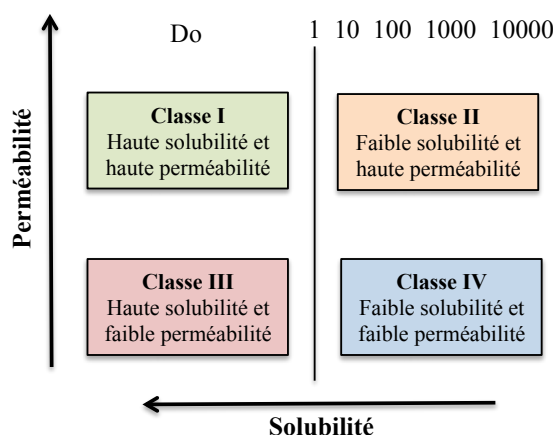 Do 1 10 100 1000 10000
Perméabilité
Classe I
Haute solubilité et
haute perméabilité
Classe II
Faible solubilité et
haute perméabilité
Classe III
Haute solubilité et
faible perméabilité
Classe IV
Faible solubilité et
faible perméabilité
Solubilité